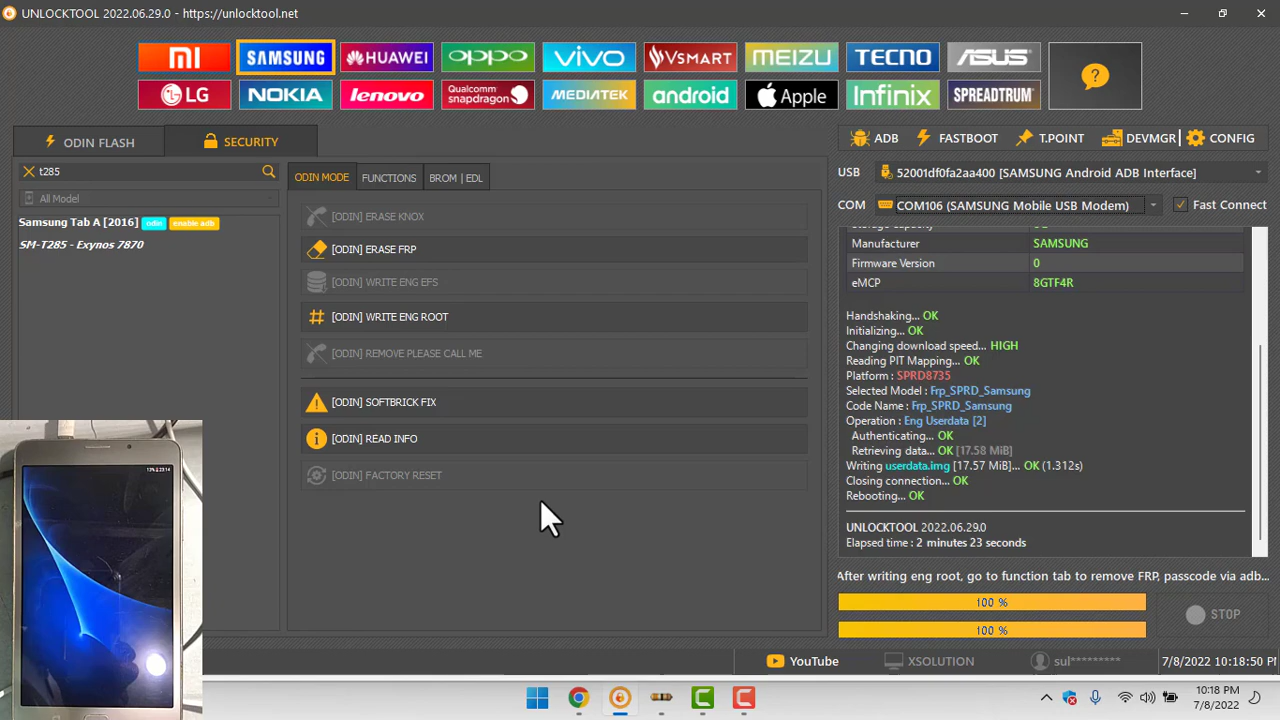 UNLOCKTOOL 2022.06.29.0 - https://unlocktool.net
MI SAMSUNG HUAWEI OPPO vivo VSMART MEIZU TECNO ASUS ?
LG NOKIA lenovo Qualcomm snapdragon MEDIATEK android Apple Infinix SPREADTRUM
ODIN FLASH SECURITY
ADB FASTBOOT T.POINT DEVMGR CONFIG
t285
All Model
Samsung Tab A [2016] odin enable adb
SM-T285 - Exynos 7870
ODIN MODE FUNCTIONS BROM | EDL
[ODIN] ERASE KNOX
[ODIN] ERASE FRP
[ODIN] WRITE ENG EFS
[ODIN] WRITE ENG ROOT
[ODIN] REMOVE PLEASE CALL ME
[ODIN] SOFTBRICK FIX
[ODIN] READ INFO
[ODIN] FACTORY RESET
USB 52001df0fa2aa400 [SAMSUNG Android ADB Interface]
COM COM106 (SAMSUNG Mobile USB Modem) Fast Connect
Manufacturer SAMSUNG
Firmware Version 0
eMCP 8GTF4R
Handshaking... OK
Initializing... OK
Changing download speed... HIGH
Reading PIT Mapping... OK
Platform : SPRD8735
Selected Model : Frp_SPRD_Samsung
Code Name : Frp_SPRD_Samsung
Operation : Eng Userdata [2]
Authenticating... OK
Retrieving data... OK [17.58 MiB]
Writing userdata.img [17.57 MiB]... OK (1.312s)
Closing connection... OK
Rebooting... OK
UNLOCKTOOL 2022.06.29.0
Elapsed time : 2 minutes 23 seconds
After writing eng root, go to function tab to remove FRP, passcode via adb...
100 %
100 %
STOP
YouTube XSOLUTION sul********* 7/8/2022 10:18:50 PM
13% 23:14
10:18 PM
7/8/2022